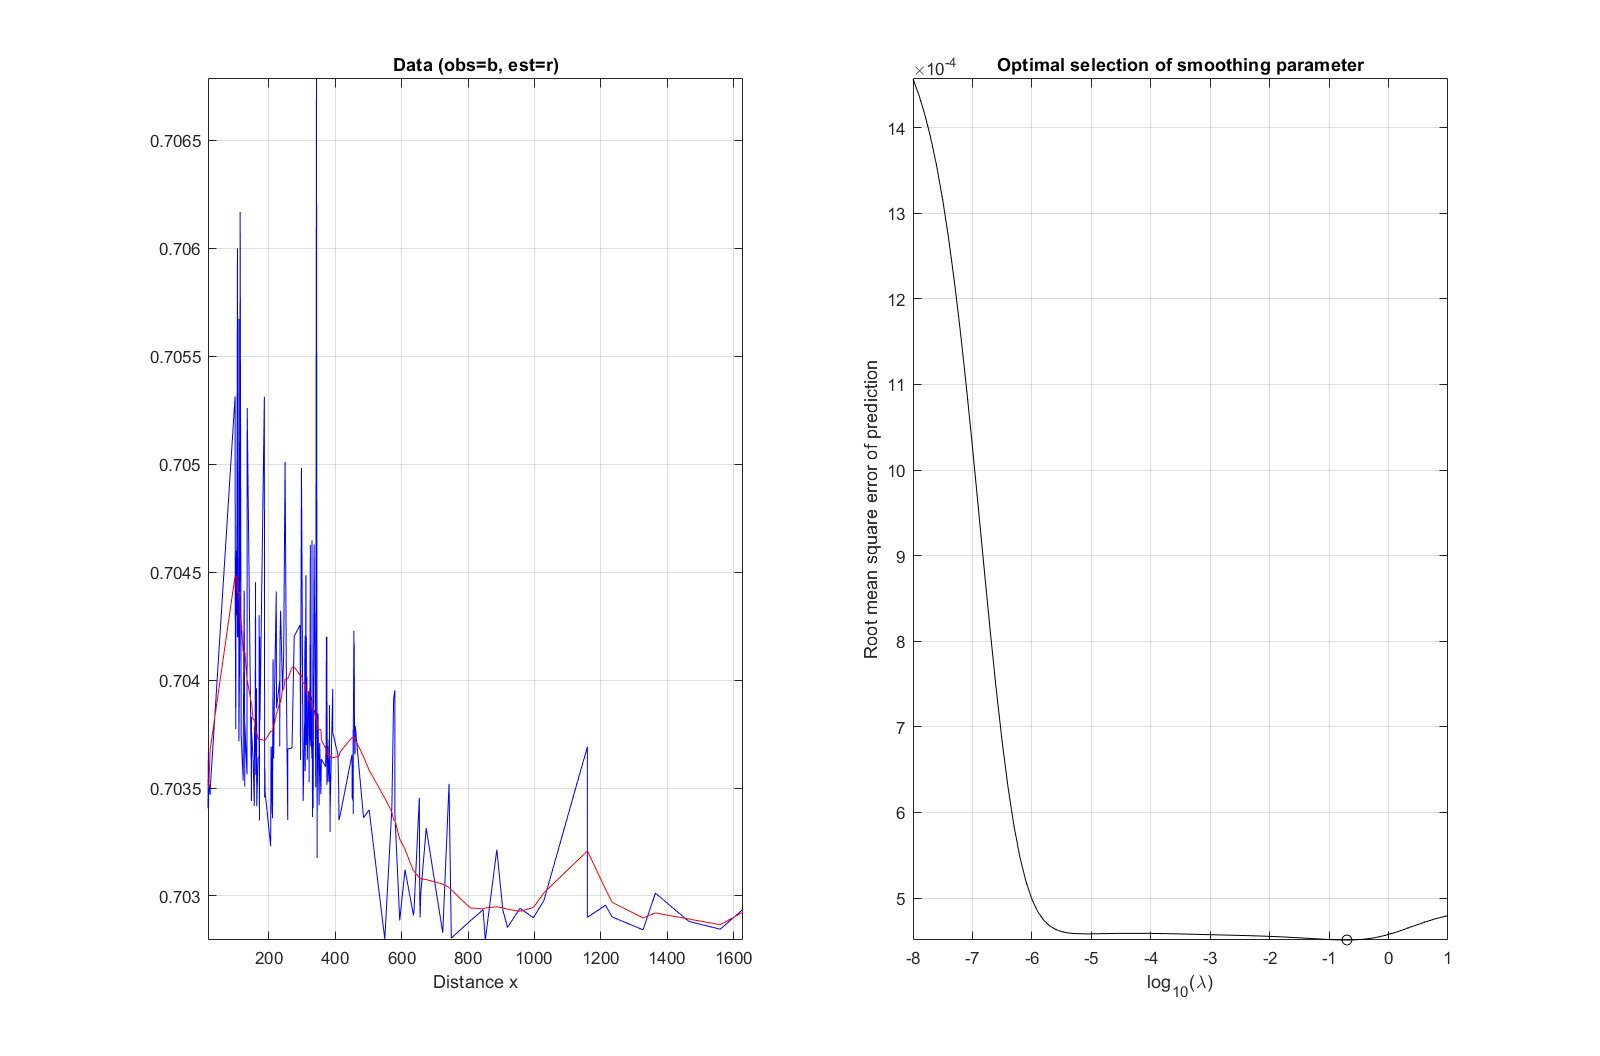 Data (obs=b, est=r)
0.7065
0.706
0.7055
0.705
0.7045
0.704
0.7035
0.703
200 400 600 800 1000 1200 1400 1600
Distance x
Optimal selection of smoothing parameter
×10-4
14
13
12
11
10
9
8
7
6
5
Root mean square error of prediction
-8 -7 -6 -5 -4 -3 -2 -1 0 1
log10(λ)